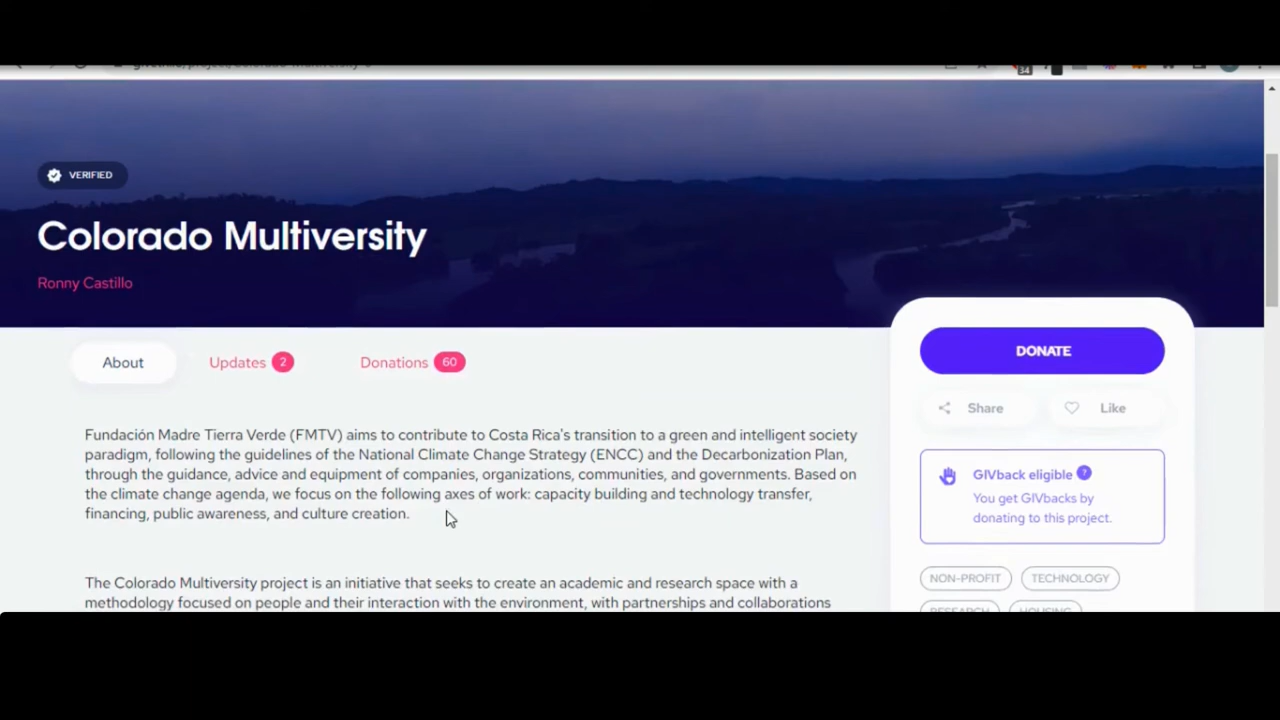 34
VERIFIED
Colorado Multiversity
Ronny Castillo
About
Updates 2
Donations 60
DONATE
Share
Like
Fundación Madre Tierra Verde (FMTV) aims to contribute to Costa Rica's transition to a green and intelligent society
paradigm, following the guidelines of the National Climate Change Strategy (ENCC) and the Decarbonization Plan,
through the guidance, advice and equipment of companies, organizations, communities, and governments. Based on
the climate change agenda, we focus on the following axes of work: capacity building and technology transfer,
financing, public awareness, and culture creation.
The Colorado Multiversity project is an initiative that seeks to create an academic and research space with a
methodology focused on people and their interaction with the environment, with partnerships and collaborations
GIVback eligible ?
You get GIVbacks by
donating to this project.
NON-PROFIT
TECHNOLOGY
RESEARCH
HOUSING